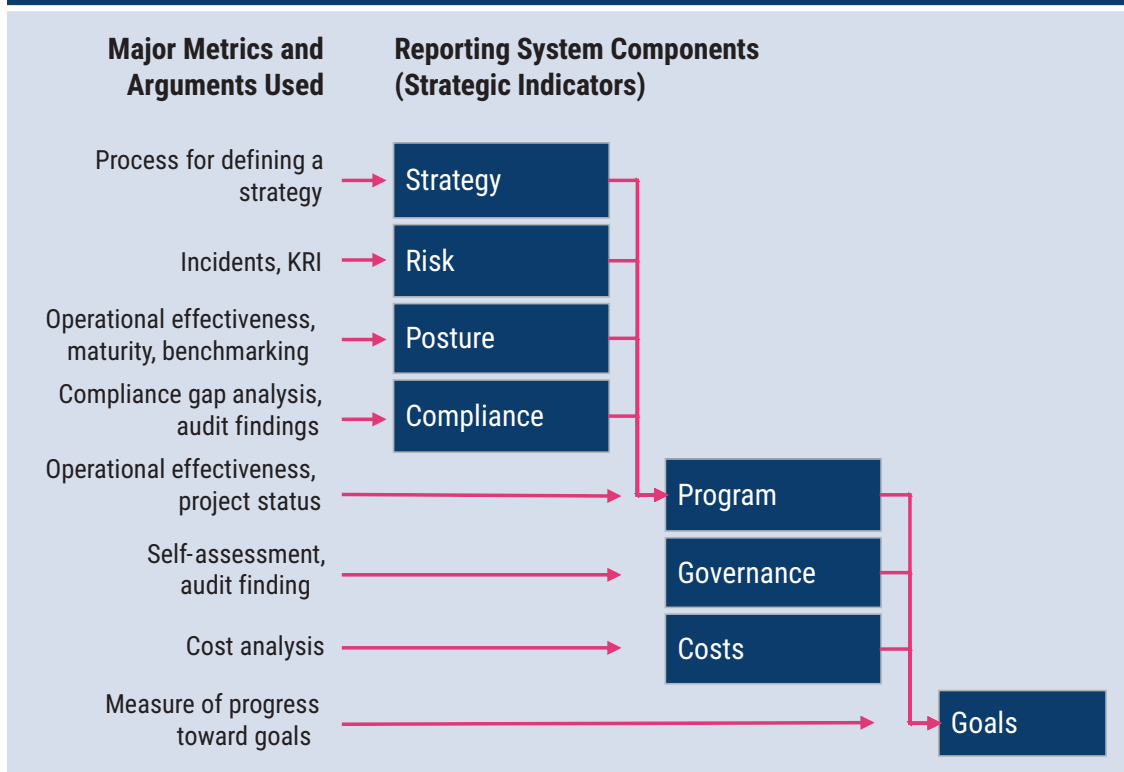 Major Metrics and
Arguments Used
Reporting System Components
(Strategic Indicators)
Process for defining a
strategy
Strategy
Incidents, KRI
Risk
Operational effectiveness,
maturity, benchmarking
Posture
Compliance gap analysis,
audit findings
Compliance
Operational effectiveness,
project status
Program
Self-assessment,
audit finding
Governance
Cost analysis
Costs
Measure of progress
toward goals
Goals